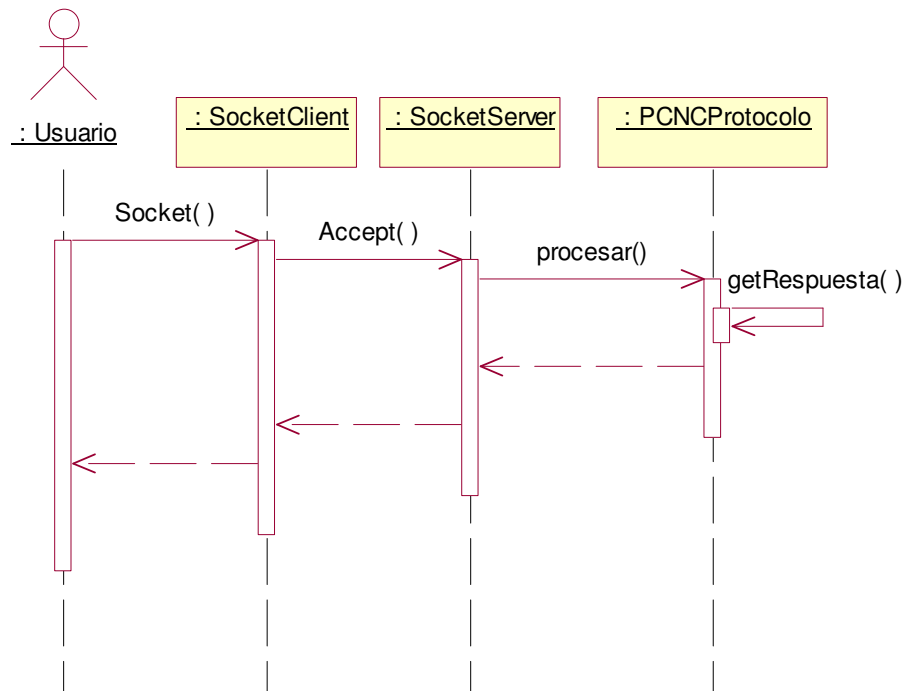 : Usuario
: SocketClient
: SocketServer
: PCNCProtocolo
Socket( )
Accept( )
procesar()
getRespuesta( )